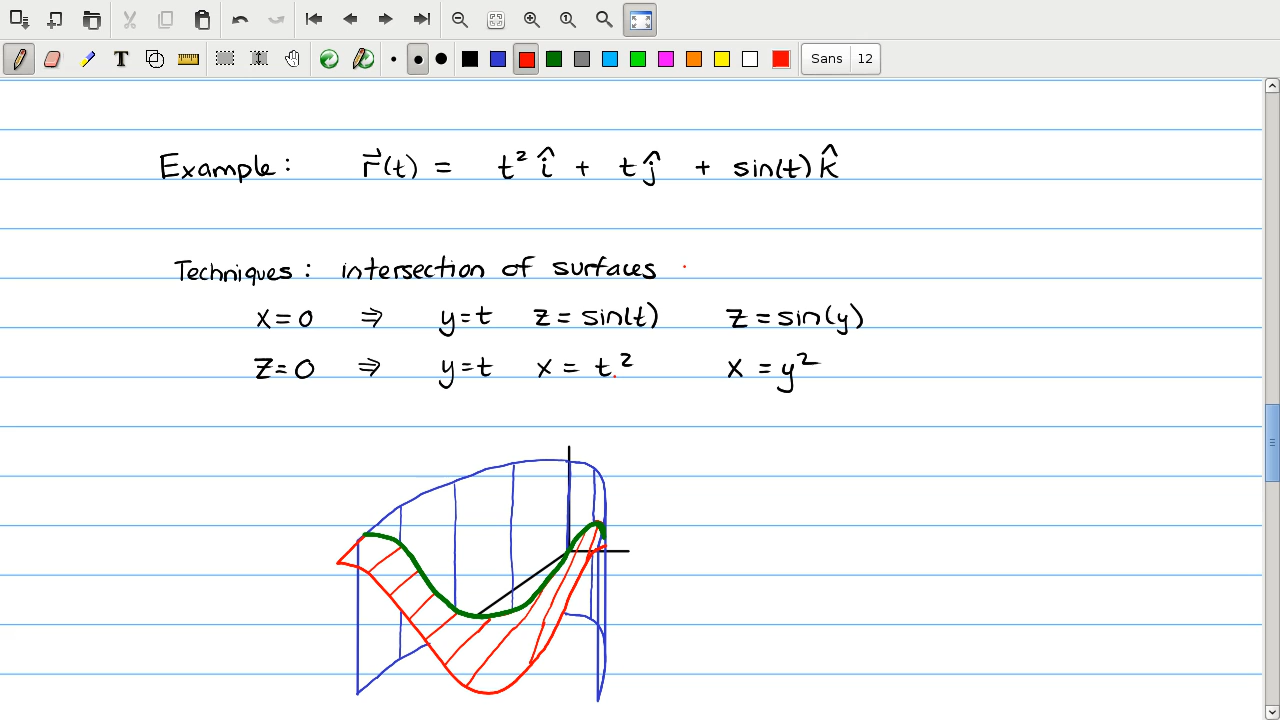 Sans 12
Example : r⃗(t) = t² î + t ĵ + sin(t) k̂
Techniques : intersection of surfaces
x = 0 ⇒ y = t z = sin(t) z = sin(y)
z = 0 ⇒ y = t x = t² x = y²